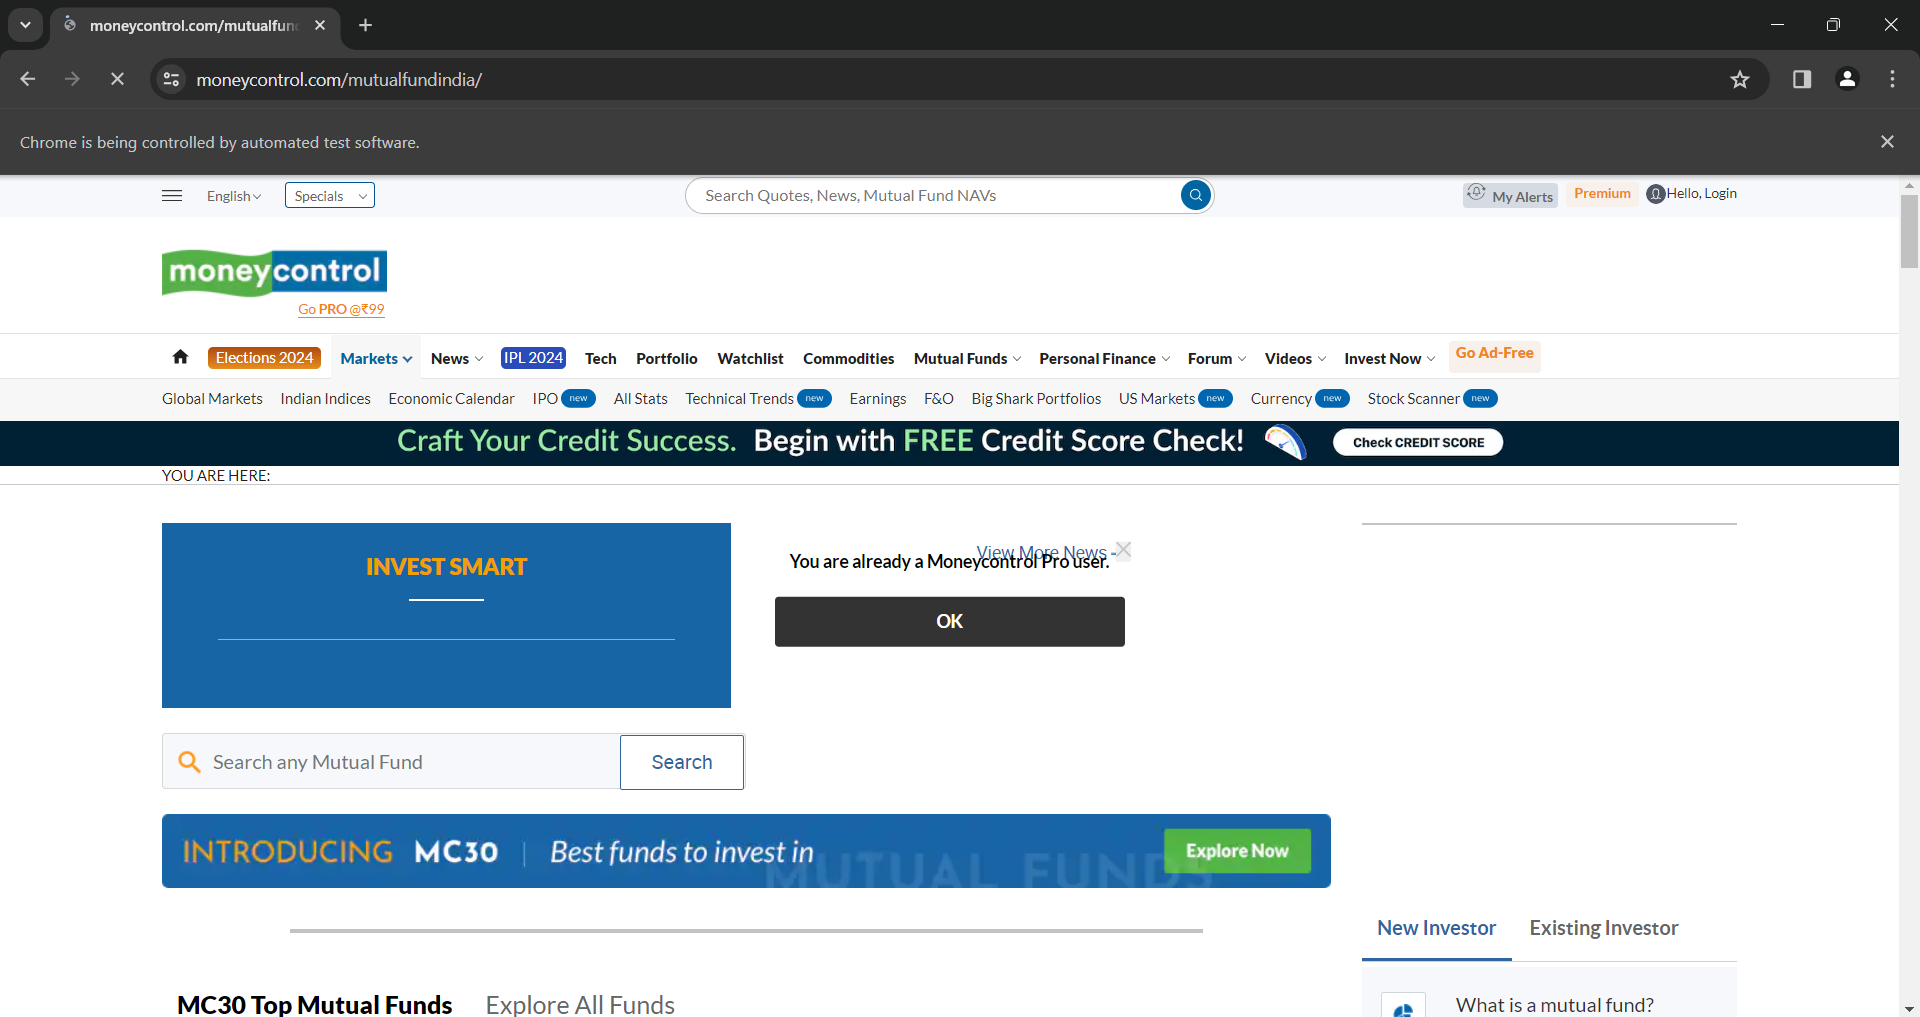 moneycontrol.com/mutualfund
moneycontrol.com/mutualfundindia/
Chrome is being controlled by automated test software.
English
Specials
Search Quotes, News, Mutual Fund NAVs
My Alerts
Premium
Hello, Login
moneycontrol
Go PRO @₹99
Elections 2024
Markets
News
IPL 2024
Tech
Portfolio
Watchlist
Commodities
Mutual Funds
Personal Finance
Forum
Videos
Invest Now
Go Ad-Free
Global Markets
Indian Indices
Economic Calendar
IPO new
All Stats
Technical Trends new
Earnings
F&O
Big Shark Portfolios
US Markets new
Currency new
Stock Scanner new
Craft Your Credit Success. Begin with FREE Credit Score Check!
Check CREDIT SCORE
YOU ARE HERE:
INVEST SMART
View More News -
You are already a Moneycontrol Pro user.
OK
Search any Mutual Fund
Search
INTRODUCING MC30 | Best funds to invest in
MUTUAL FUNDS
Explore Now
New Investor
Existing Investor
MC30 Top Mutual Funds
Explore All Funds
What is a mutual fund?